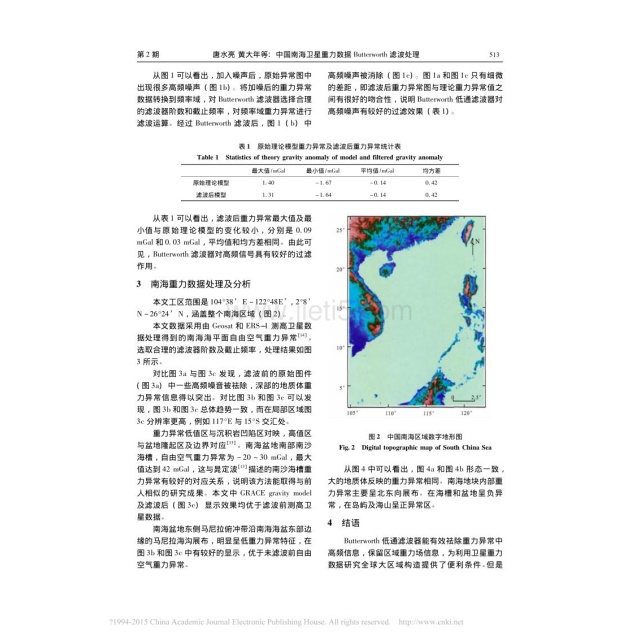 第 2 期
唐水亮 黄大年等: 中国南海卫星重力数据 Butterworth 滤波处理
513
从图 1 可以看出, 加入噪声后, 原始异常图中
出现很多高频噪声 ( 图 1b) 。将加噪后的重力异常
数据转换到频率域, 对 Butterworth 滤波器选择合理
的滤波器阶数和截止频率, 对频率域重力异常进行
滤波运算。经过 Butterworth 滤波后, 图 1 ( b) 中
高频噪声被消除 ( 图 1c) 。图 1a 和图 1c 只有细微
的差距, 即滤波后重力异常图与理论重力异常值之
间有很好的吻合性, 说明 Butterworth 低通滤波器对
高频噪声有较好的过滤效果 ( 表 1) 。
表 1 原始理论模型重力异常及滤波后重力异常统计表
Table 1 Statistics of theory gravity anomaly of model and filtered gravity anomaly
最大值/mGal 最小值/mGal 平均值/mGal 均方差
原始理论模型 1.40 -1.67 -0.14 0.42
滤波后模型 1.31 -1.64 -0.14 0.42
从表 1 可以看出, 滤波后重力异常最大值及最
小值与原始理论模型的变化较小, 分别是 0.09
mGal 和 0.03 mGal, 平均值和均方差相同。由此可
见, Butterworth 滤波器对高频信号具有较好的过滤
作用。
3 南海重力数据处理及分析
本文工区范围是 104°38′ E - 122°48E′, 2°8′
N - 26°24′ N, 涵盖整个南海区域 ( 图 2)
本文数据采用由 Geosat 和 ERS-1 测高卫星数
据处理得到的南海海平面自由空气重力异常[14]。
选取合理的滤波器阶数及截止频率, 处理结果如图
3 所示。
对比图 3a 与图 3c 发现, 滤波前的原始图件
( 图 3a) 中一些高频噪音被祛除, 深部的地质体重
力异常信息得以突出。对比图 3b 和图 3c 可以发
现, 图 3b 和图 3c 总体趋势一致, 而在局部区域图
3c 分辨率更高, 例如 117°E 与 15°S 交汇处。
重力异常低值区与沉积岩凹陷区对映, 高值区
与盆地隆起区及边界对应[15]。南海盆地南部南沙
海槽, 自由空气重力异常为 - 20 ~ 30 mGal, 最大
值达到 42 mGal, 这与晁定波[13]描述的南沙海槽重
力异常有较好的对应关系, 说明该方法能取得与前
人相似的研究成果。本文中 GRACE gravity model
及滤波后 ( 图 3c) 显示效果均优于滤波前测高卫
星数据。
南海盆地东侧马尼拉俯冲带沿南海海盆东部边
缘的马尼拉海沟展布, 明显呈低重力异常特征, 在
图 3b 和图 3c 中有较好的显示, 优于未滤波前自由
空气重力异常。
25°
20°
15°
10°
5°
N
0 2.5°
105° 110° 115° 120°
图 2 中国南海区域数字地形图
Fig. 2 Digital topographic map of South China Sea
从图 4 中可以看出, 图 4a 和图 4b 形态一致,
大的地质体反映的重力异常相同。南海地块内部重
力异常主要呈北东向展布。在海槽和盆地呈负异
常, 在岛屿及海山呈正异常区。
4 结语
Butterworth 低通滤波器能有效祛除重力异常中
高频信息, 保留区域重力场信息, 为利用卫星重力
数据研究全球大区域构造提供了便利条件。但是
?1994-2015 China Academic Journal Electronic Publishing House. All rights reserved. http://www.cnki.net